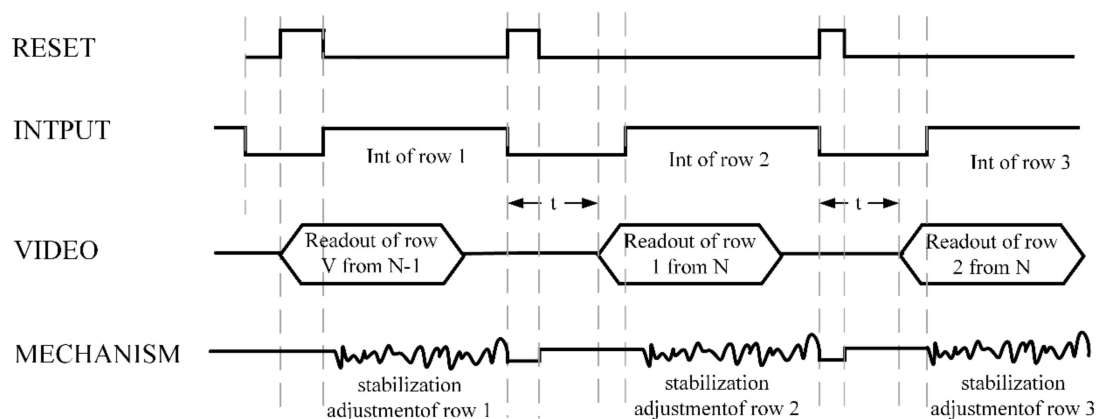 RESET
INTPUT
Int of row 1
Int of row 2
Int of row 3
t
t
VIDEO
Readout of row
V from N-1
Readout of row
1 from N
Readout of row
2 from N
MECHANISM
stabilization
adjustmentof row 1
stabilization
adjustmentof row 2
stabilization
adjustmentof row 3